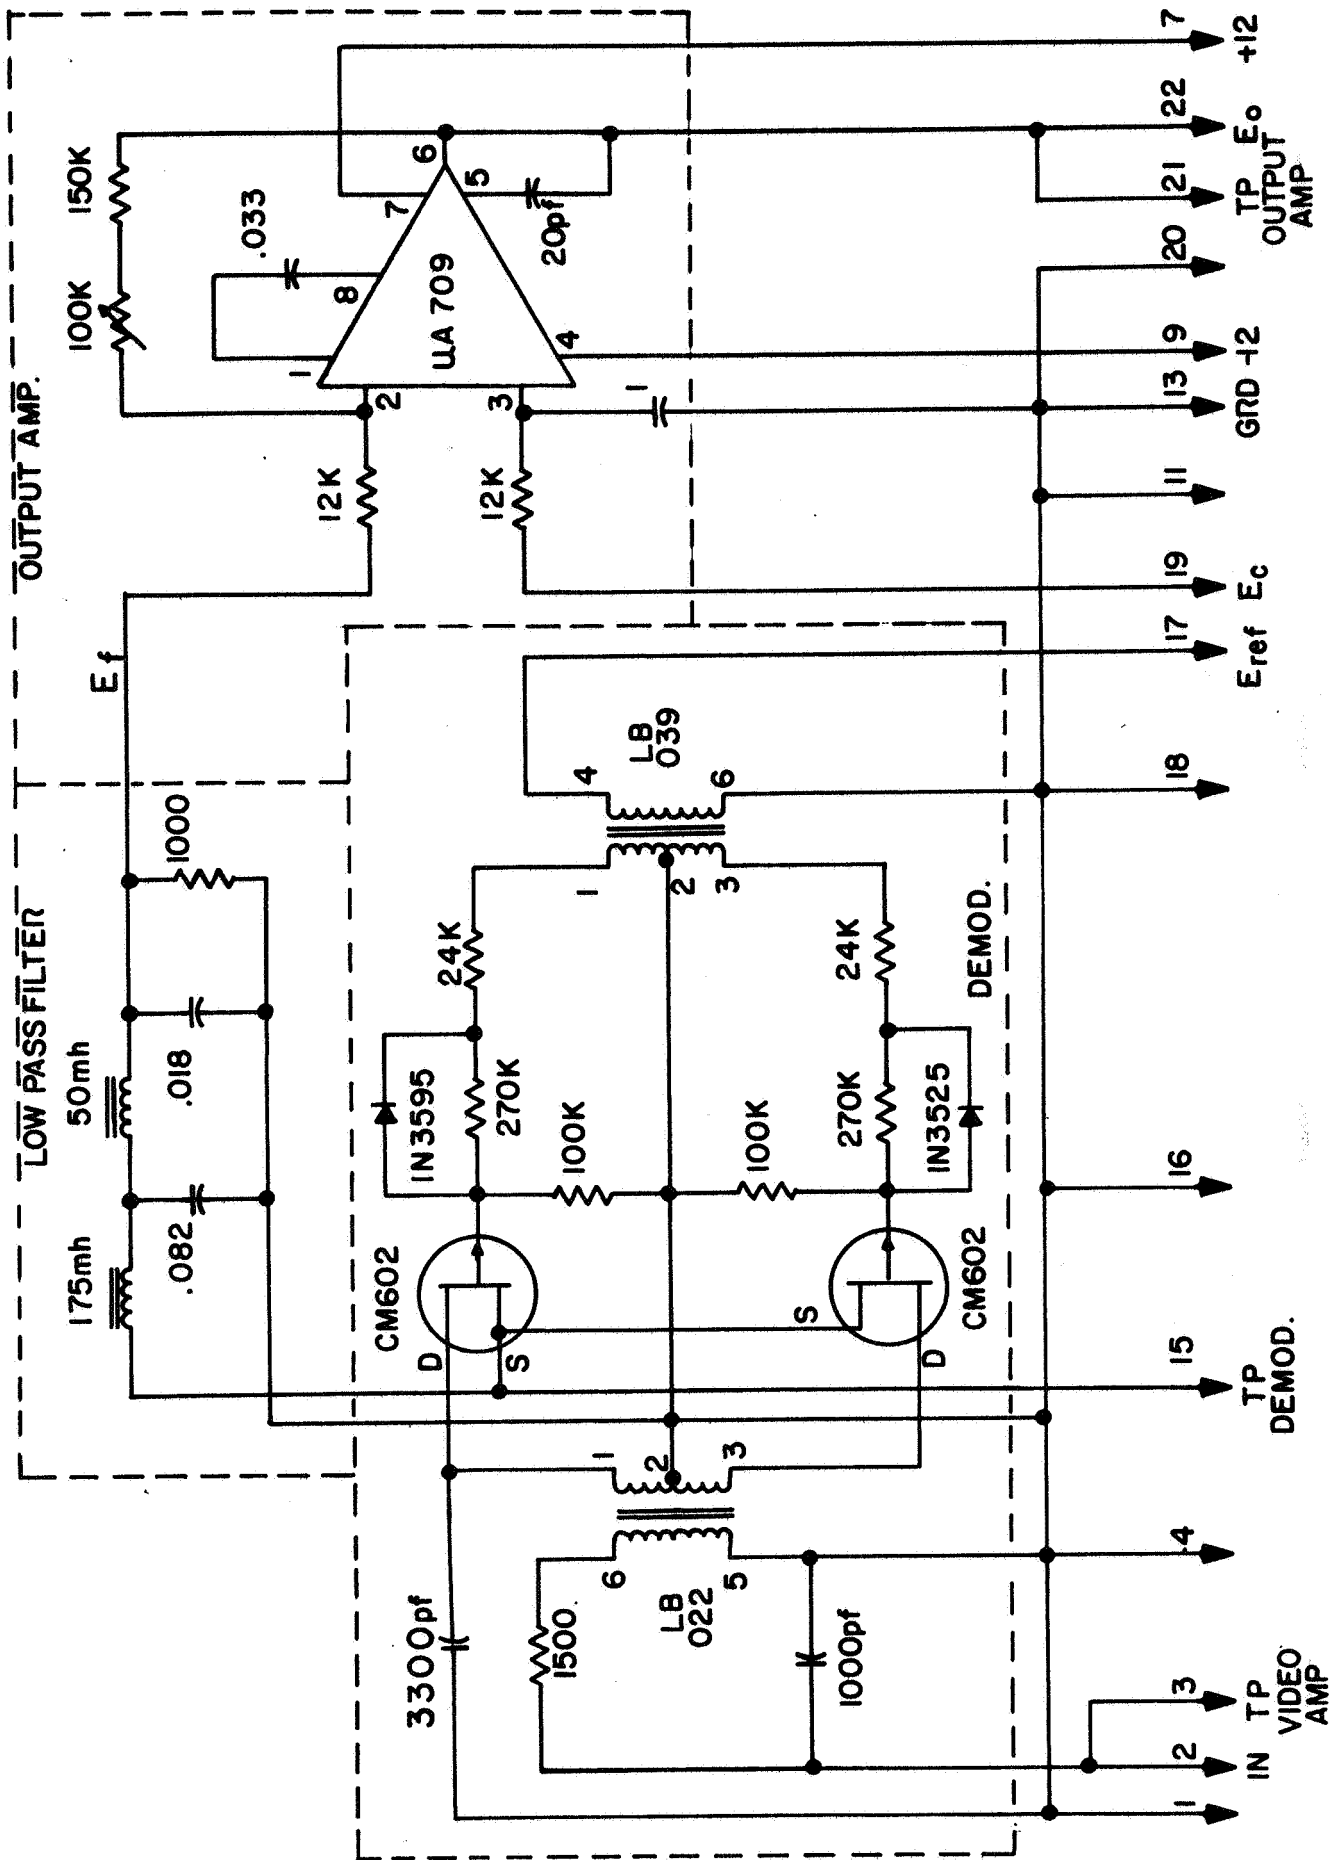 OUTPUT AMP.
LOW PASS FILTER
175mh
50mh
.082
.018
1000
Ef
100K
150K
.033
12K
12K
1
2
3
4
5
6
7
8
UA 709
20pf
.1
CM602
D
S
1N3595
270K
24K
100K
100K
S
D
CM602
270K
1N3525
24K
DEMOD.
1
2
3
4
6
LB
039
3300pf
1500
6
5
1
2
3
LB
022
1000pf
1
2
3
4
15
16
18
17
19
11
13
9
20
21
22
7
IN
TP
VIDEO
AMP
TP
DEMOD.
Eref
Ec
GRD
-12
TP
OUTPUT
AMP
Eo
+12